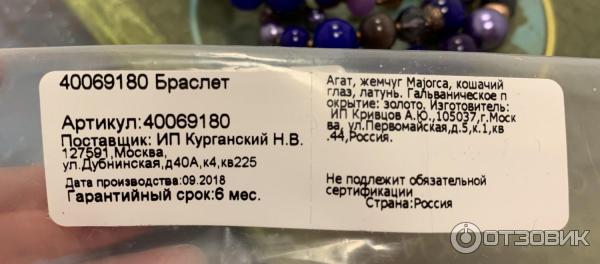 40069180 Браслет
Артикул:40069180
Поставщик: ИП Курганский Н.В.
127591,Москва,
ул.Дубнинская,д40А,к4,кв225
Дата производства:09.2018
Гарантийный срок:6 мес.
Агат, жемчуг Majorca, кошачий
глаз, латунь. Гальваническое п
окрытие: золото. Изготовитель:
ИП Кривцов А.Ю.,105037,г.Моск
ва, ул.Первомайская,д.5,к.1,кв
.44,Россия.
Не подлежит обязательной
сертификации
Страна:Россия
ОТЗОВИК